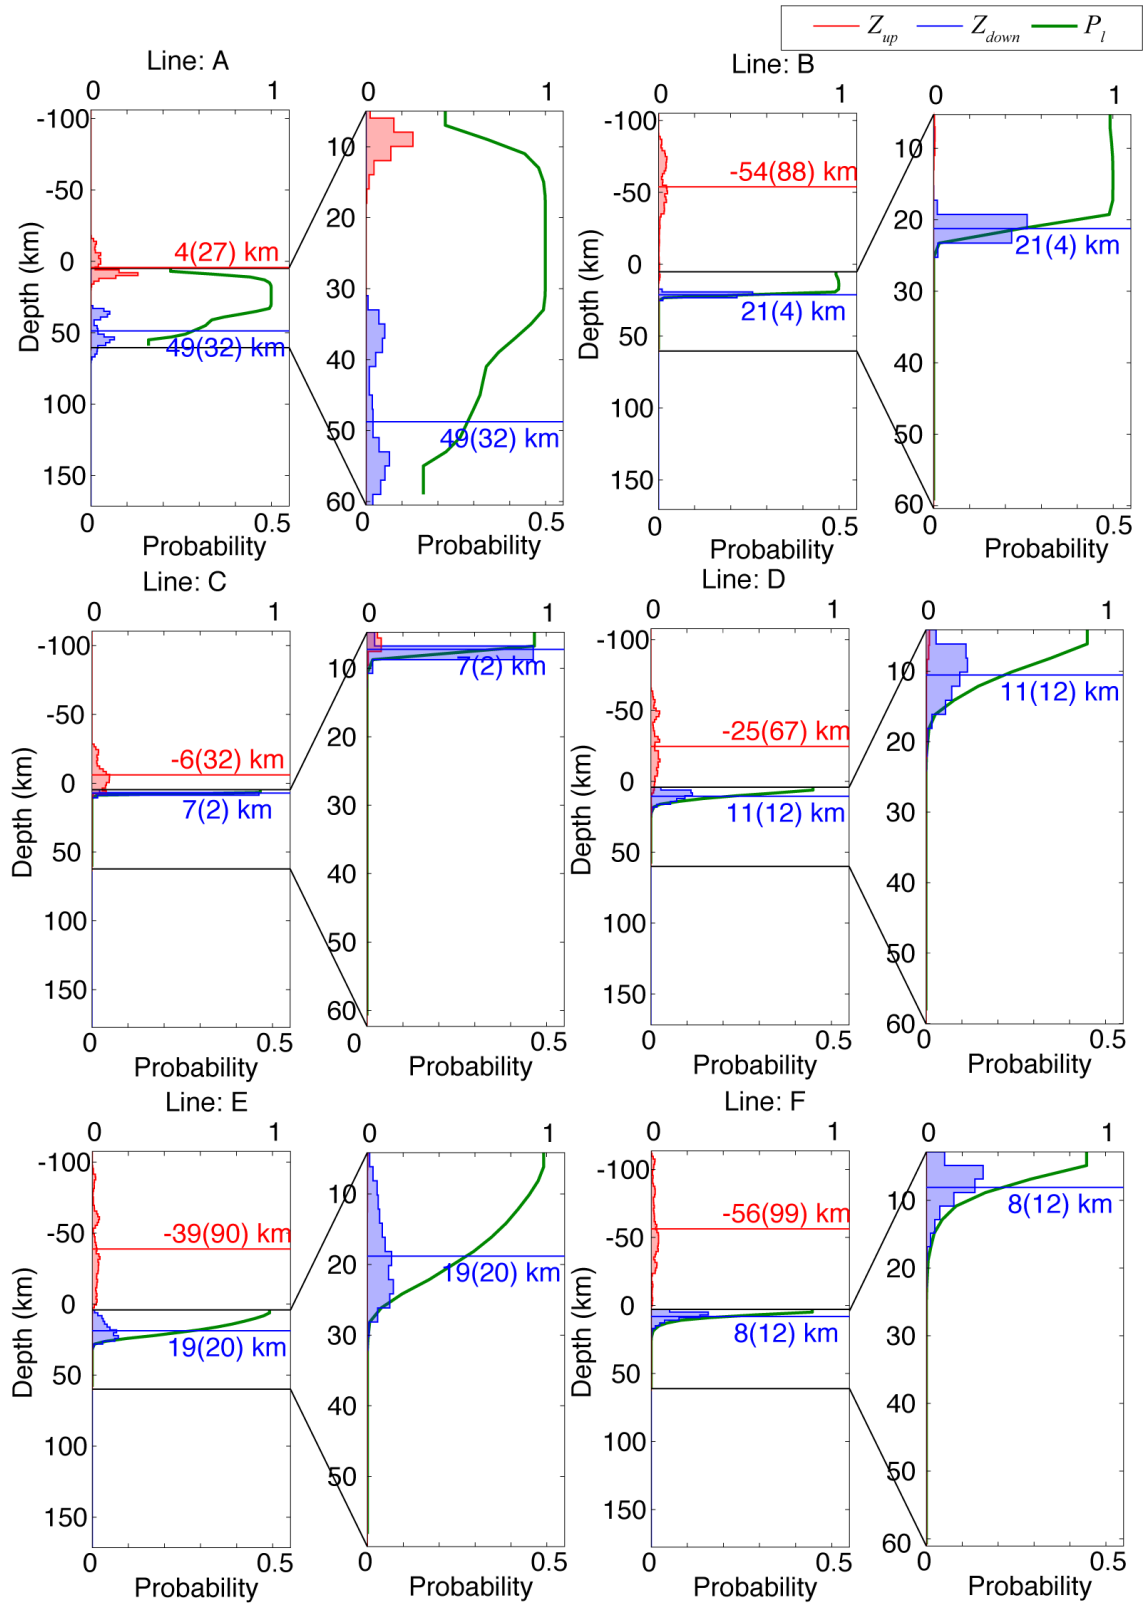 Z_up Z_down P_l
Line: A
0 1 0 1
-100
-50
0
50
100
150
Depth (km)
4(27) km
49(32) km
0 0.5
Probability
10
20
30
40
50
60
49(32) km
0 0.5
Probability
Line: B
0 1 0 1
-100
-50
0
50
100
150
Depth (km)
-54(88) km
21(4) km
0 0.5
Probability
10
20
30
40
50
60
21(4) km
0 0.5
Probability
Line: C
0 1 0 1
-100
-50
0
50
100
150
Depth (km)
-6(32) km
7(2) km
0 0.5
Probability
10
20
30
40
50
60
7(2) km
0 0.5
Probability
Line: D
0 1 0 1
-100
-50
0
50
100
150
Depth (km)
-25(67) km
11(12) km
0 0.5
Probability
10
20
30
40
50
60
11(12) km
0 0.5
Probability
Line: E
0 1 0 1
-100
-50
0
50
100
150
Depth (km)
-39(90) km
19(20) km
0 0.5
Probability
10
20
30
40
50
19(20) km
0 0.5
Probability
Line: F
0 1 0 1
-100
-50
0
50
100
150
Depth (km)
-56(99) km
8(12) km
0 0.5
Probability
10
20
30
40
50
60
8(12) km
0 0.5
Probability